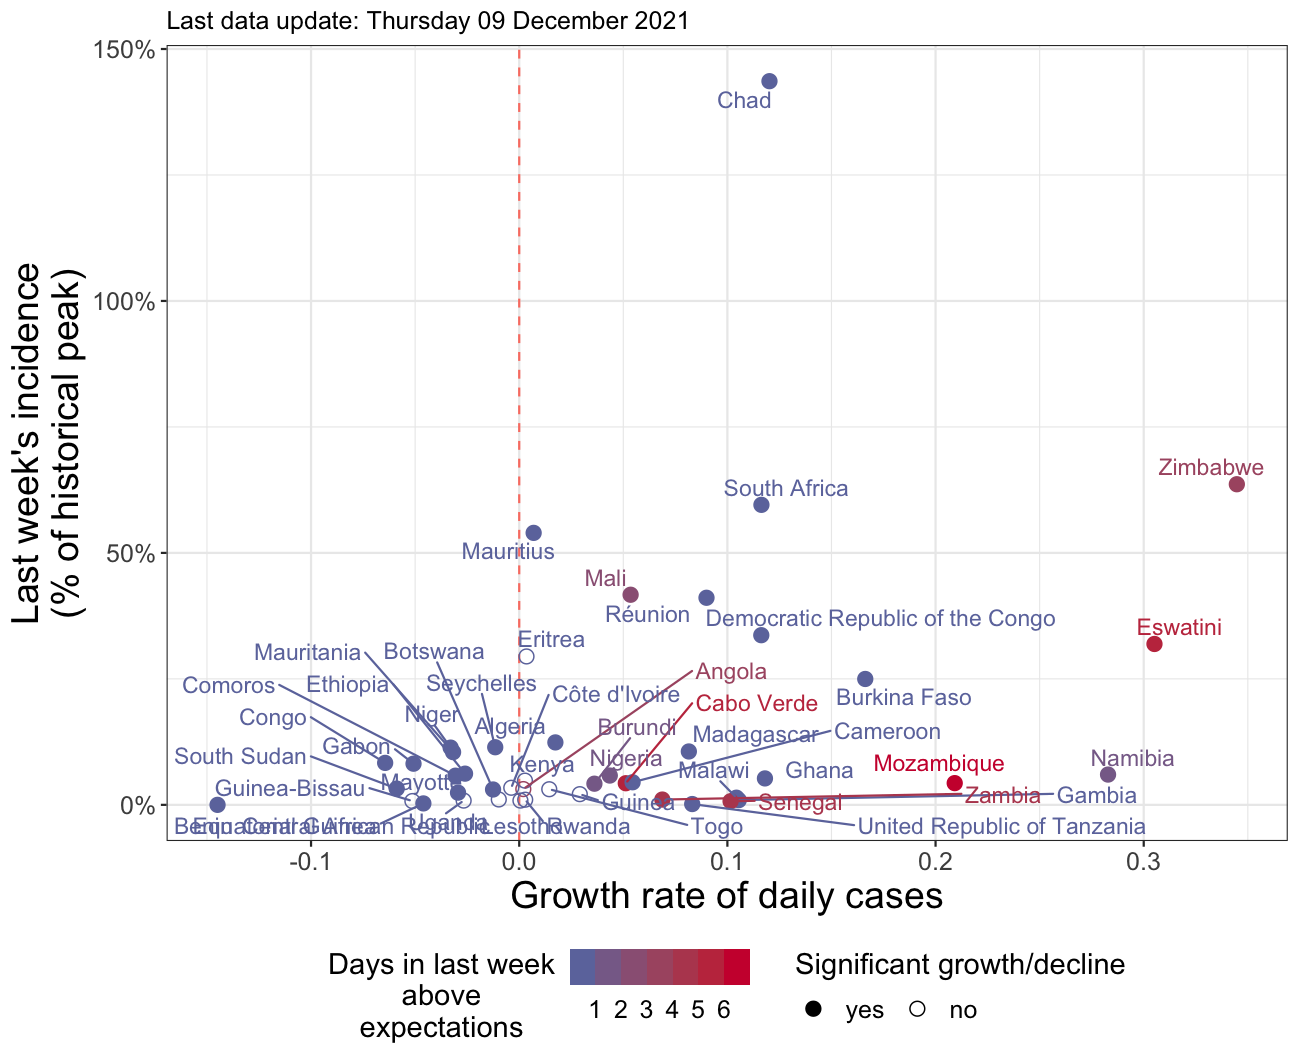 Last data update: Thursday 09 December 2021
150%
Chad
100%
Last week's incidence
(% of historical peak)
Zimbabwe
South Africa
50%
Mauritius
Mali
Réunion
Democratic Republic of the Congo
Eswatini
Eritrea
Mauritania
Botswana
Angola
Comoros
Ethiopia
Seychelles
Côte d'Ivoire
Burkina Faso
Cabo Verde
Congo
Niger
Algeria
Burundi
Madagascar
Cameroon
South Sudan
Gabon
Kenya
Nigeria
Malawi
Ghana
Mozambique
Namibia
Guinea-Bissau
Mayotte
Guinea
Senegal
Zambia
Gambia
0%
Benin
Equatorial Guinea
Central African Republic
Uganda
Lesotho
Rwanda
Togo
United Republic of Tanzania
-0.1
0.0
0.1
0.2
0.3
Growth rate of daily cases
Days in last week
above
expectations
1 2 3 4 5 6
Significant growth/decline
yes
no